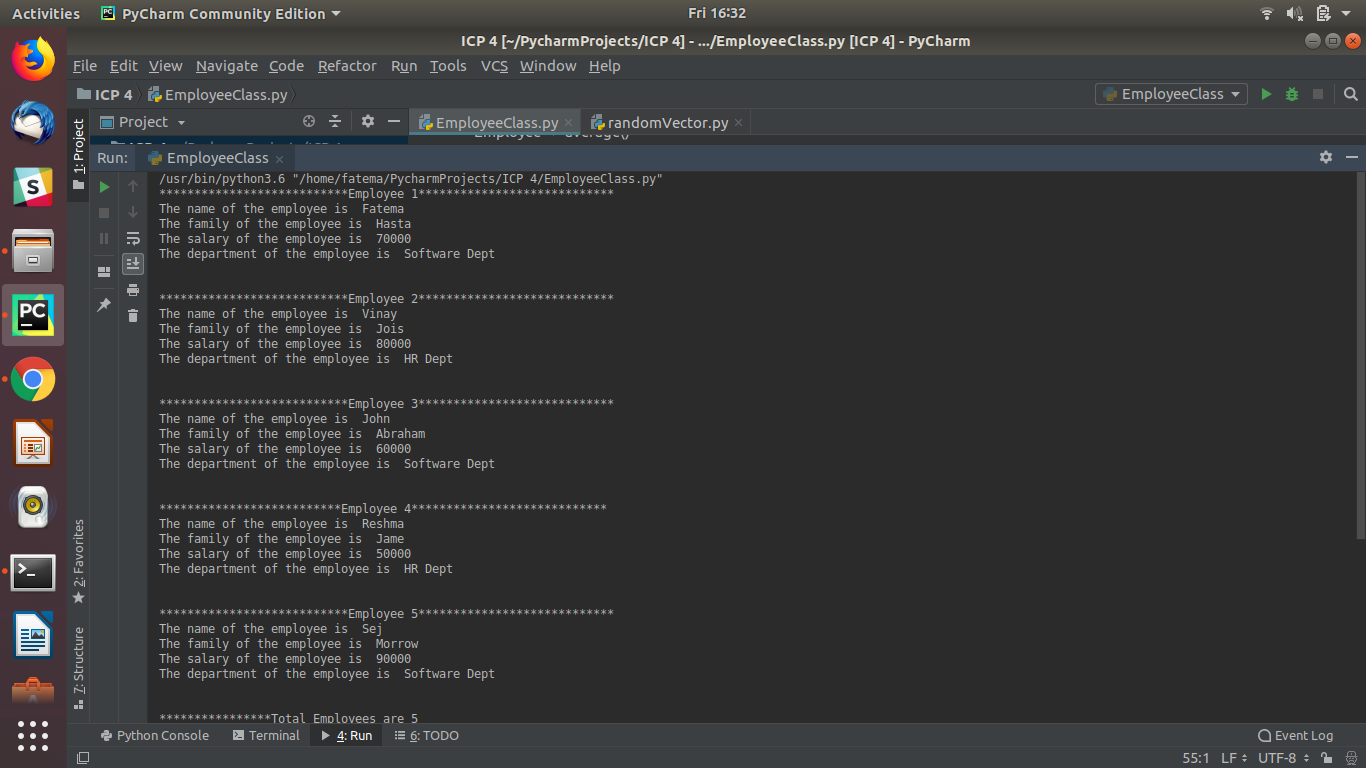 Activities PyCharm Community Edition Fri 16:32
ICP 4 [~/PycharmProjects/ICP 4] - .../EmployeeClass.py [ICP 4] - PyCharm
File Edit View Navigate Code Refactor Run Tools VCS Window Help
ICP 4 EmployeeClass.py EmployeeClass
1: Project Project EmployeeClass.py randomVector.py
Run: EmployeeClass
/usr/bin/python3.6 "/home/fatema/PycharmProjects/ICP 4/EmployeeClass.py"
***************************Employee 1****************************
The name of the employee is  Fatema
The family of the employee is  Hasta
The salary of the employee is  70000
The department of the employee is  Software Dept
***************************Employee 2****************************
The name of the employee is  Vinay
The family of the employee is  Jois
The salary of the employee is  80000
The department of the employee is  HR Dept
***************************Employee 3****************************
The name of the employee is  John
The family of the employee is  Abraham
The salary of the employee is  60000
The department of the employee is  Software Dept
**************************Employee 4****************************
The name of the employee is  Reshma
The family of the employee is  Jame
The salary of the employee is  50000
The department of the employee is  HR Dept
***************************Employee 5****************************
The name of the employee is  Sej
The family of the employee is  Morrow
The salary of the employee is  90000
The department of the employee is  Software Dept
****************Total Employees are 5
2: Favorites
7: Structure
Python Console Terminal 4: Run 6: TODO Event Log
55:1 LF UTF-8
S
PC